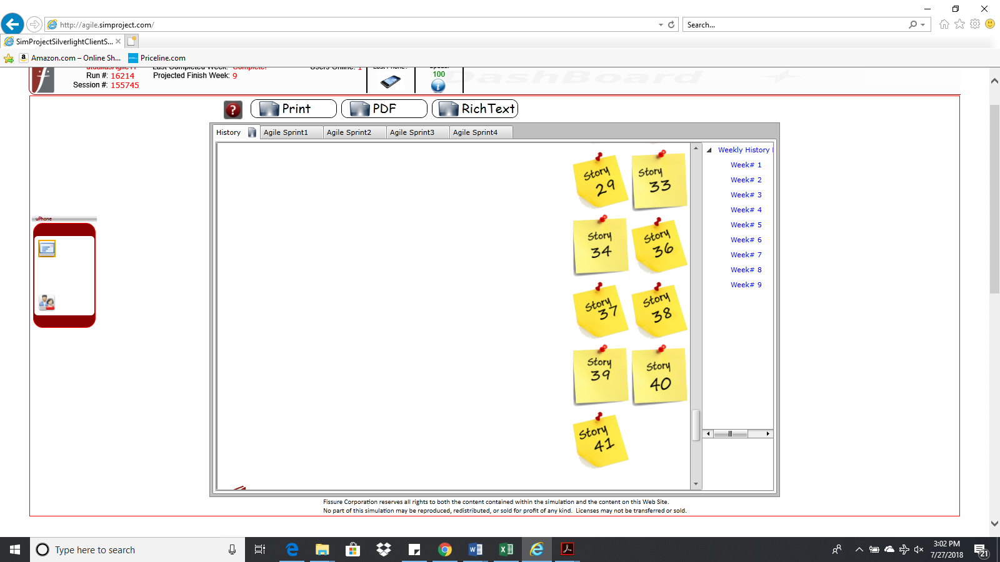 http://agile.simproject.com/
Search...
SimProjectSilverlightClientS...
Amazon.com – Online Sh...
Priceline.com
Last Completed Week: Complete!
Users Online: 1
Run #: 16214
Projected Finish Week: 9
100
Session #: 155745
DashBoard
Print
PDF
RichText
History
Agile Sprint1
Agile Sprint2
Agile Sprint3
Agile Sprint4
Weekly History
Week# 1
Week# 2
Week# 3
Week# 4
Week# 5
Week# 6
Week# 7
Week# 8
Week# 9
uPhone
Story
29
Story
33
Story
34
Story
36
Story
37
Story
38
Story
39
Story
40
Story
41
Fissure Corporation reserves all rights to both the content contained within the simulation and the content on this Web Site.
No part of this simulation may be reproduced, redistributed, or sold for profit of any kind. Licenses may not be transferred or sold.
Type here to search
3:02 PM
7/27/2018
21